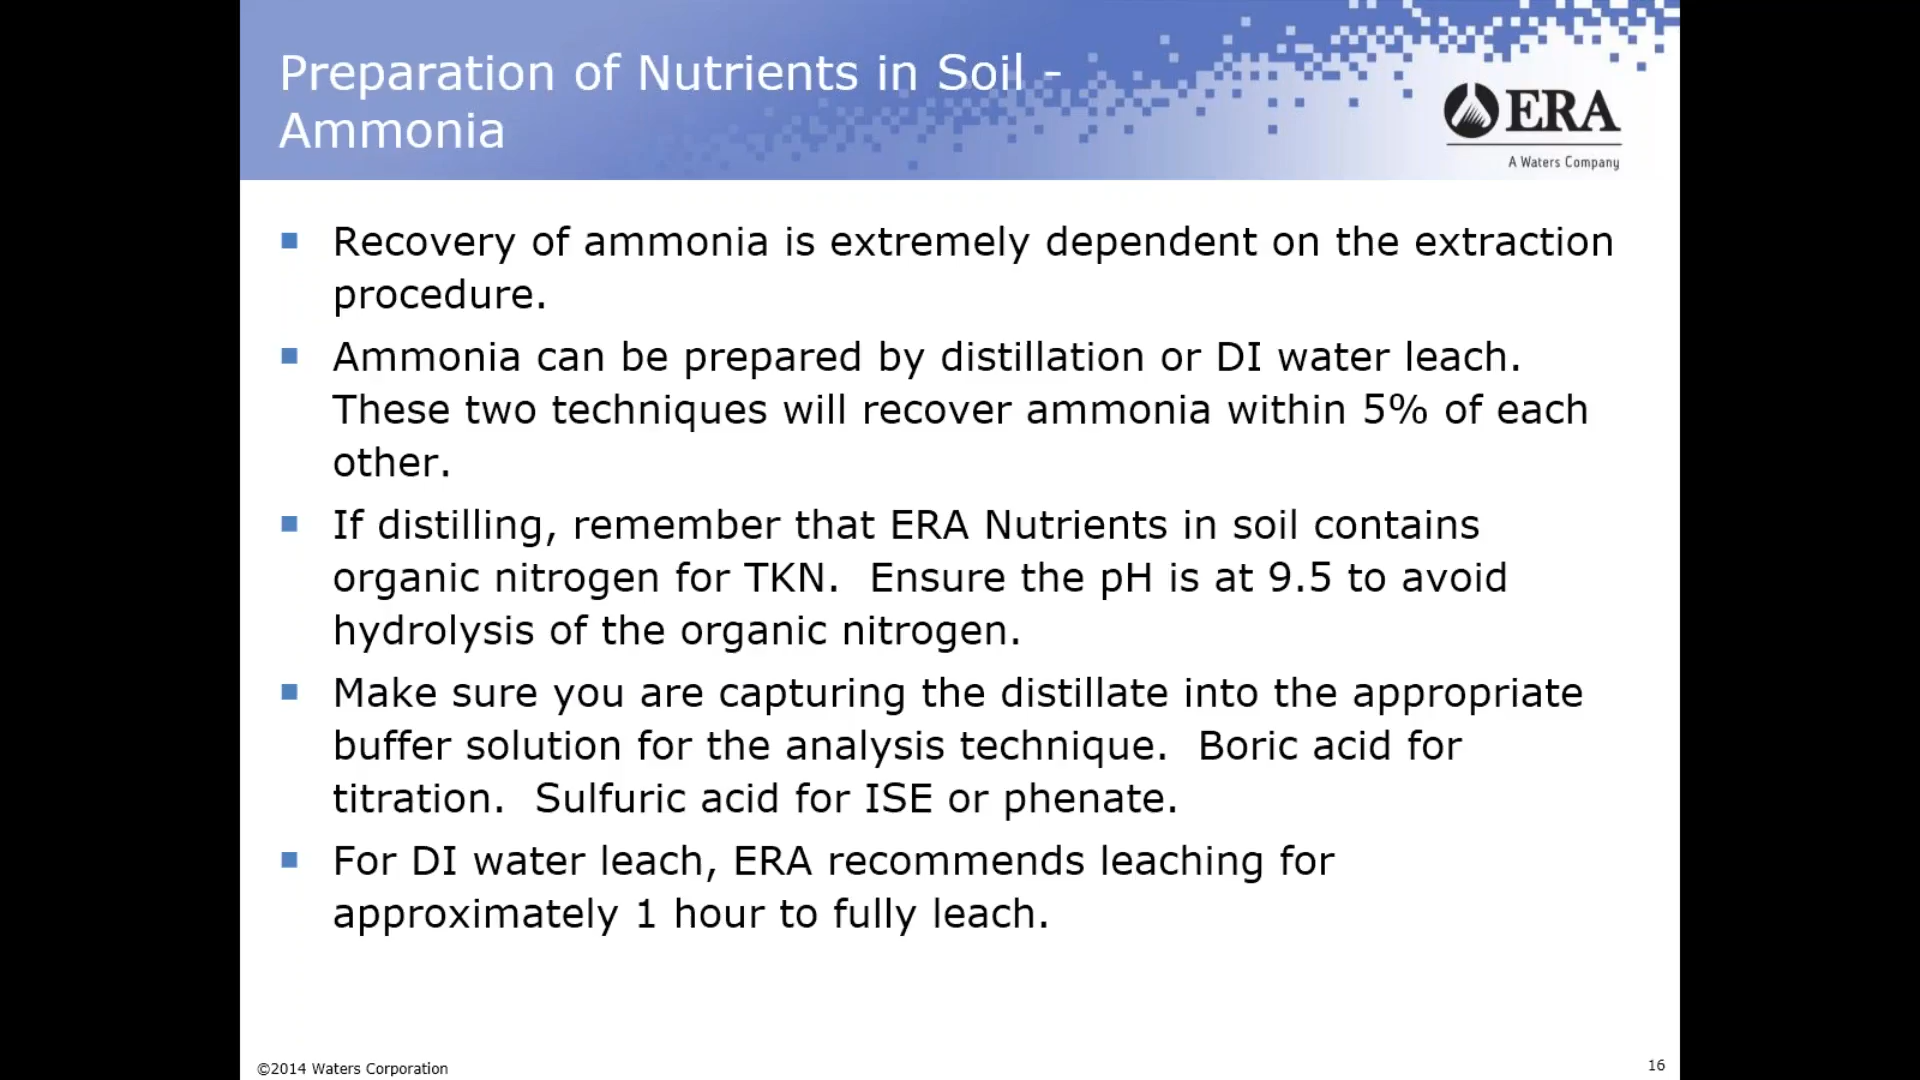 Preparation of Nutrients in Soil -
Ammonia
ERA
A Waters Company
Recovery of ammonia is extremely dependent on the extraction
procedure.
Ammonia can be prepared by distillation or DI water leach.
These two techniques will recover ammonia within 5% of each
other.
If distilling, remember that ERA Nutrients in soil contains
organic nitrogen for TKN.  Ensure the pH is at 9.5 to avoid
hydrolysis of the organic nitrogen.
Make sure you are capturing the distillate into the appropriate
buffer solution for the analysis technique.  Boric acid for
titration.  Sulfuric acid for ISE or phenate.
For DI water leach, ERA recommends leaching for
approximately 1 hour to fully leach.
©2014 Waters Corporation
16